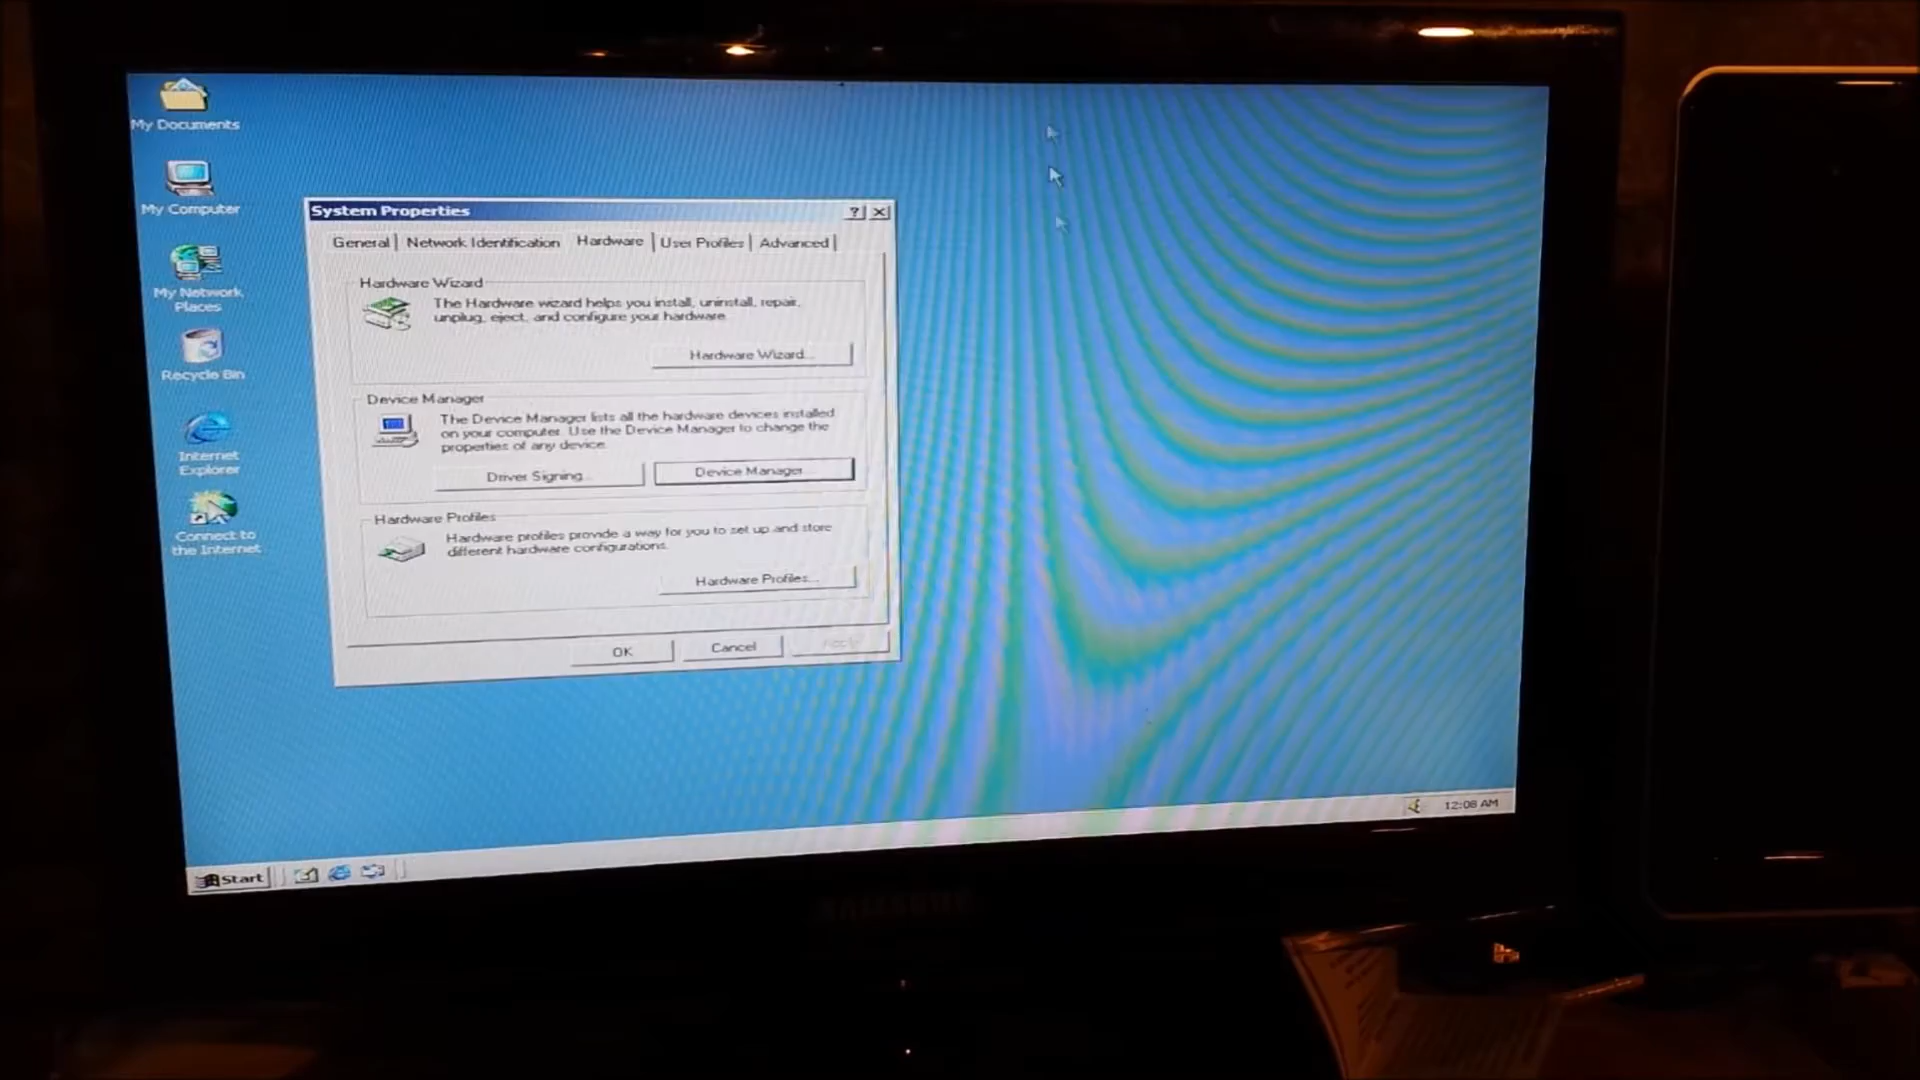 My Documents
My Computer
My Network
Places
Recycle Bin
Internet
Explorer
Connect to
the Internet
System Properties
General
Network Identification
Hardware
User Profiles
Advanced
Hardware Wizard
The Hardware wizard helps you install, uninstall, repair,
unplug, eject, and configure your hardware.
Hardware Wizard...
Device Manager
The Device Manager lists all the hardware devices installed
on your computer. Use the Device Manager to change the
properties of any device.
Driver Signing...
Device Manager...
Hardware Profiles
Hardware profiles provide a way for you to set up and store
different hardware configurations.
Hardware Profiles...
OK
Cancel
Apply
Start
12:08 AM
SAMSUNG